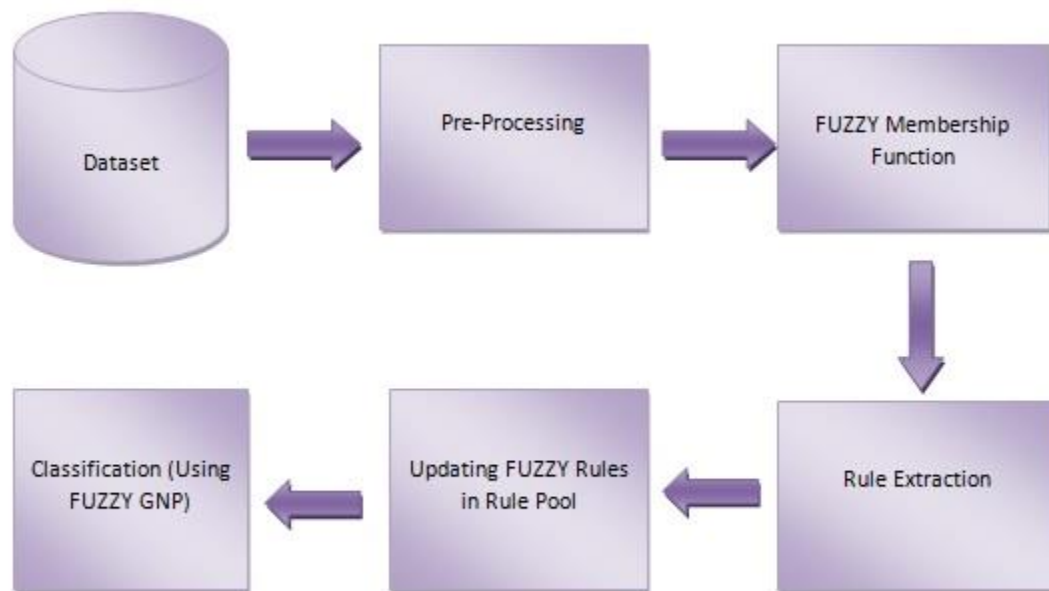 Dataset
Pre-Processing
FUZZY Membership
Function
Rule Extraction
Updating FUZZY Rules
in Rule Pool
Classification (Using
FUZZY GNP)